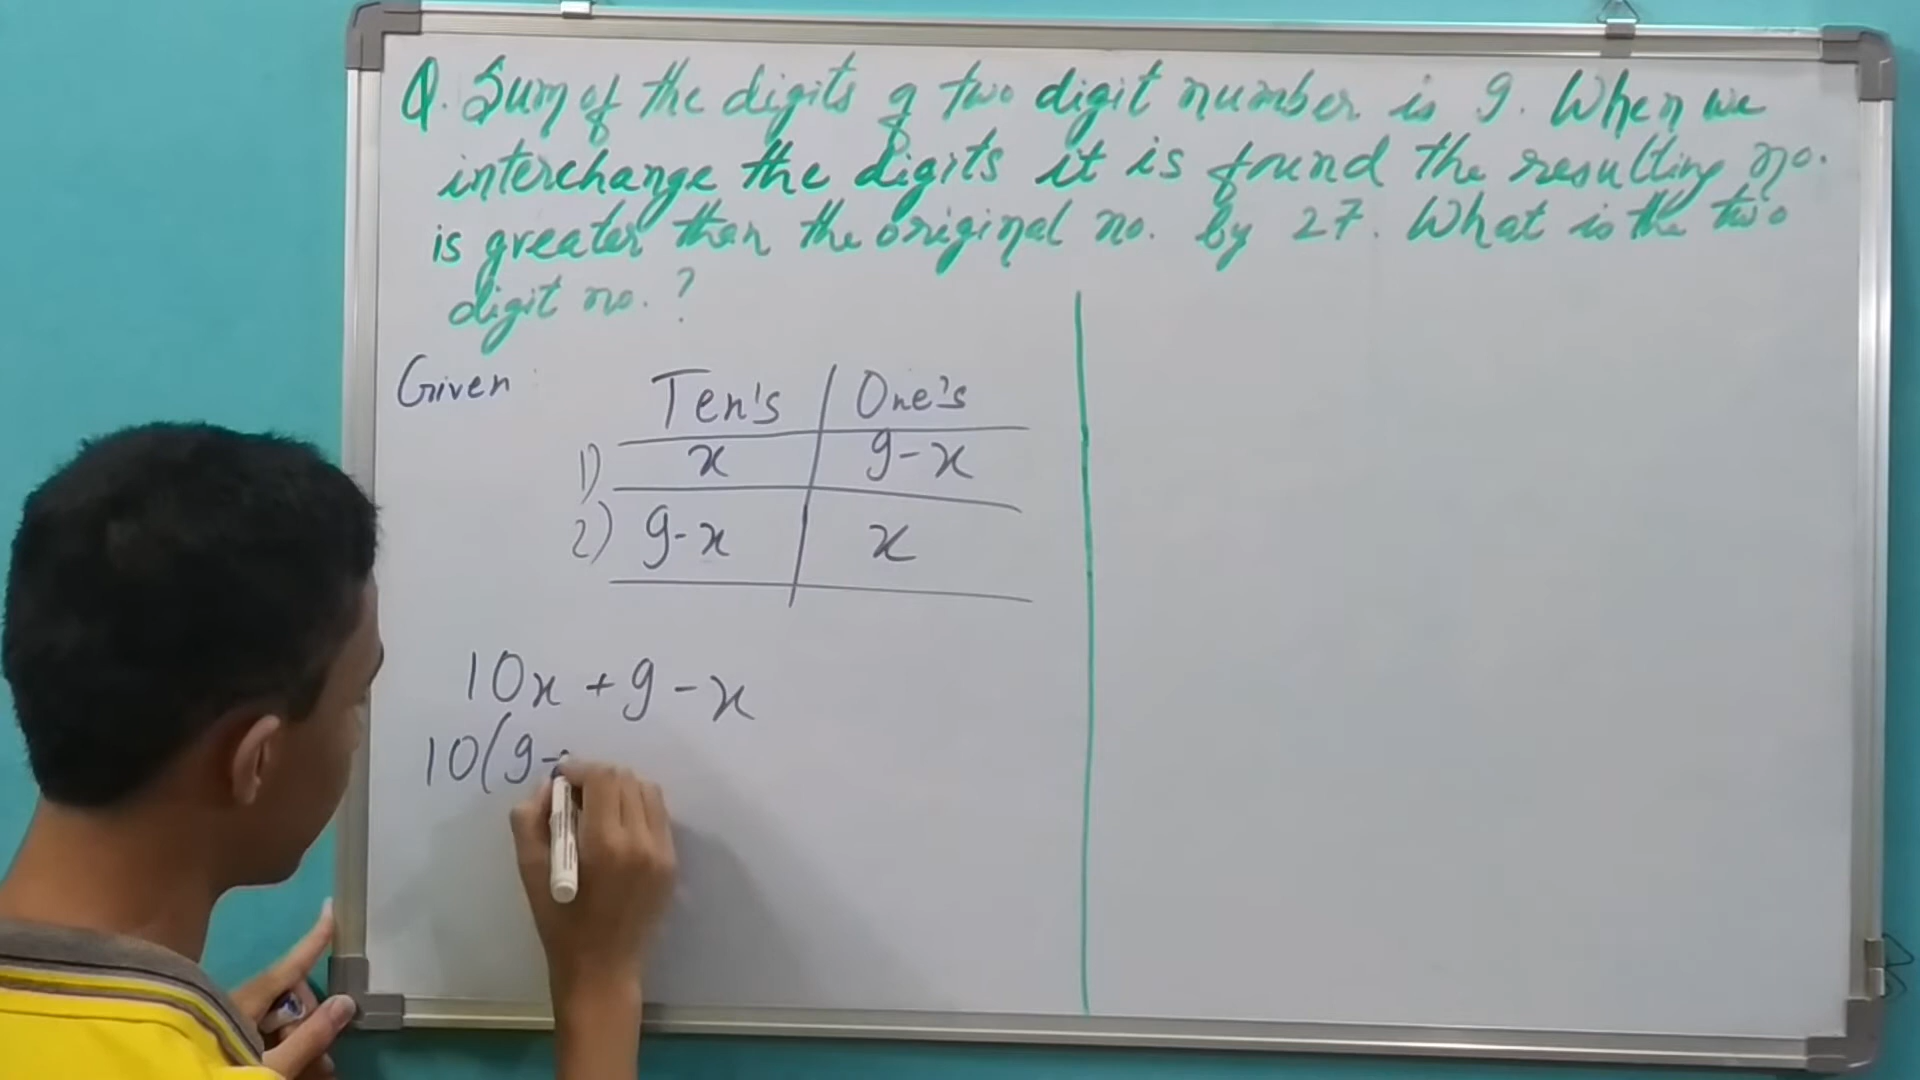 Q. Sum of the digits of two digit number is 9. When we
interchange the digits it is found the resulting no.
is greater than the original no. by 27. What is the two
digit no. ?
Given :
Ten's One's
1) x 9-x
2) 9-x x
10x + 9 - x
10(9-